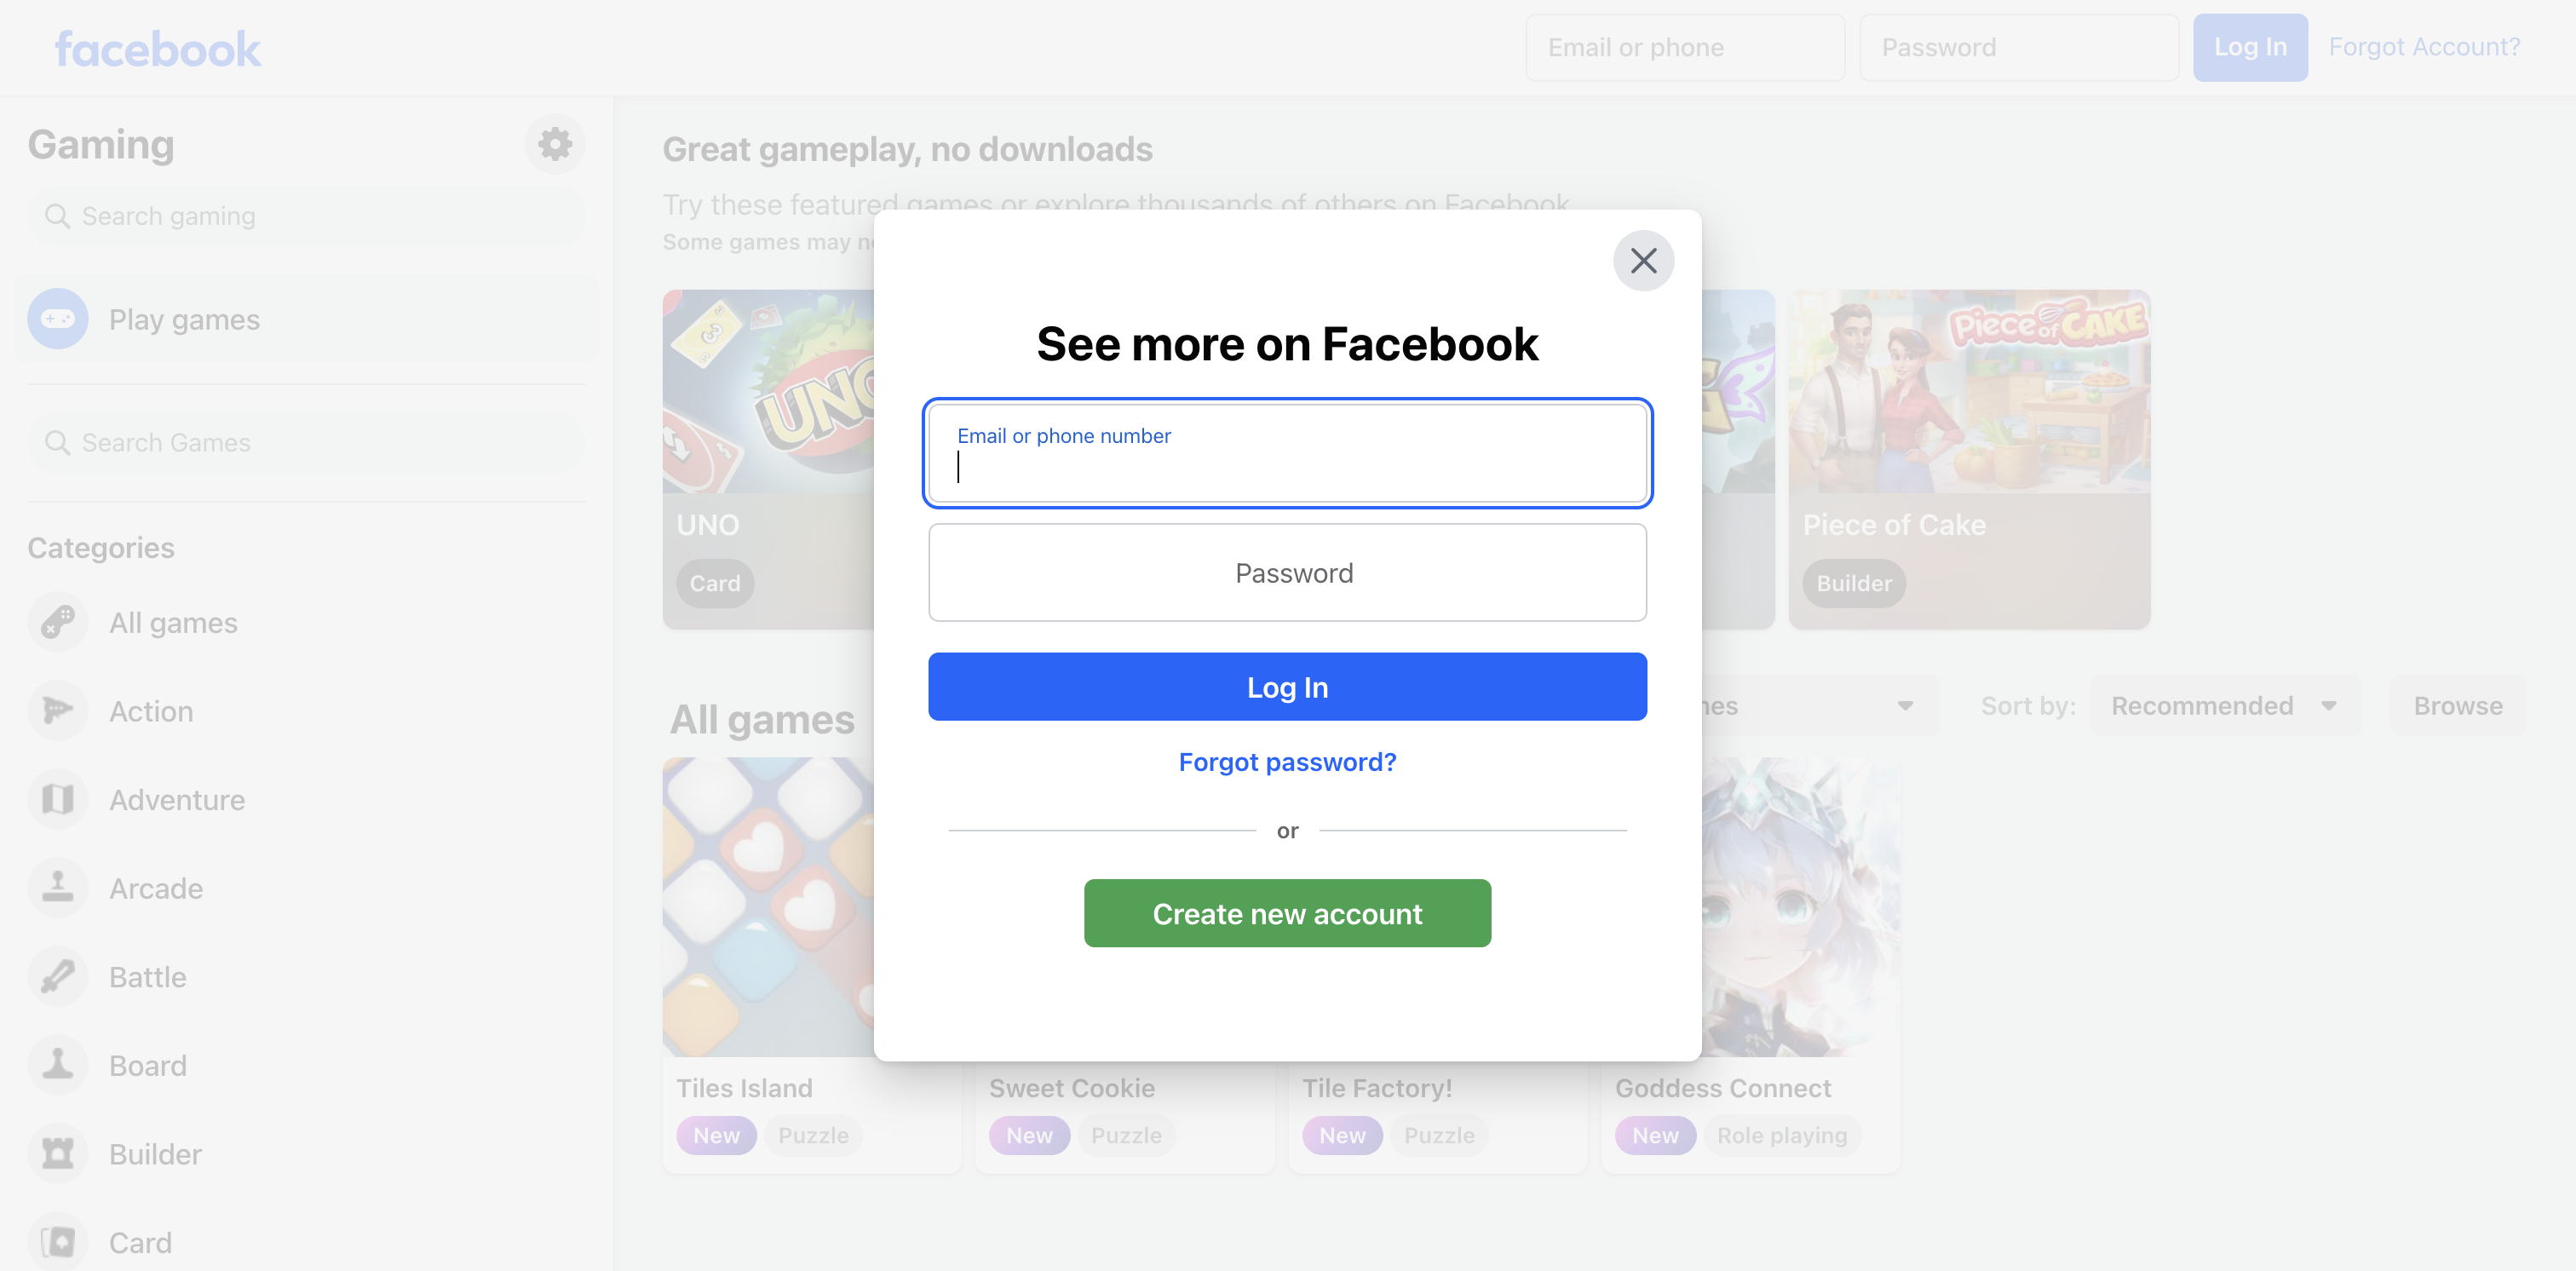 facebook
Email or phone
Password
Log In
Forgot Account?
Gaming
Search gaming
Play games
Search Games
Categories
All games
Action
Adventure
Arcade
Battle
Board
Builder
Card
Great gameplay, no downloads
Try these featured games or explore thousands of others on Facebook
Some games may
UNO
UNO
Card
Piece of CAKE
Piece of Cake
Builder
See more on Facebook
Email or phone number
Password
Log In
Forgot password?
or
Create new account
All games
Sort by:
Recommended
Browse
Tiles Island
New
Puzzle
Sweet Cookie
New
Puzzle
Tile Factory!
New
Puzzle
Goddess Connect
New
Role playing